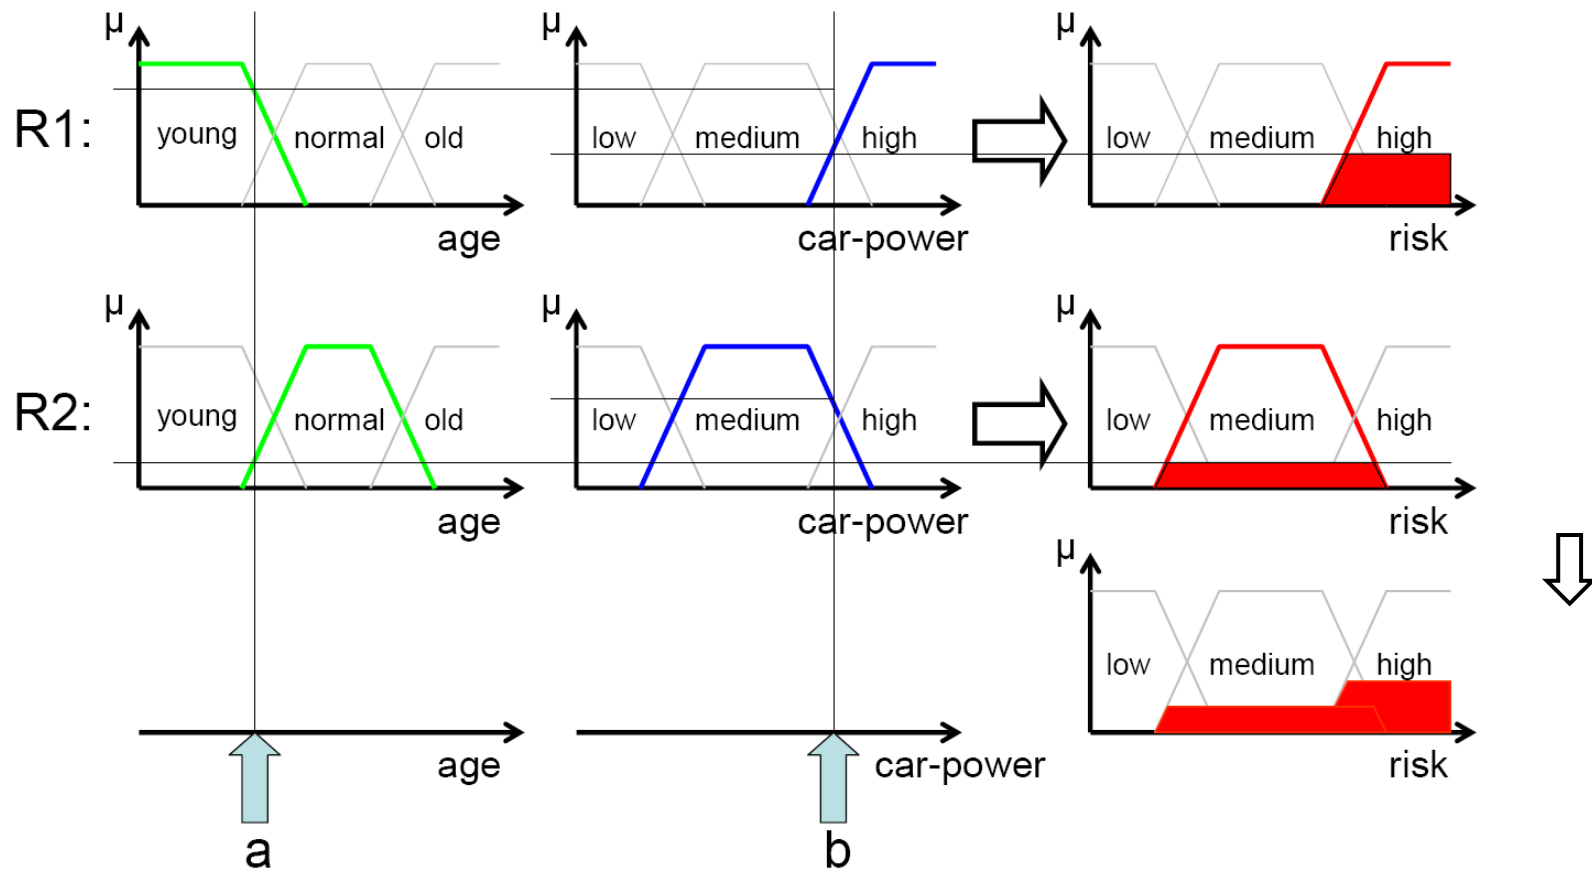 μ μ μ
R1: young normal old low medium high low medium high
age car-power risk
μ μ μ
R2: young normal old low medium high low medium high
age car-power risk
μ
low medium high
age car-power risk
a b